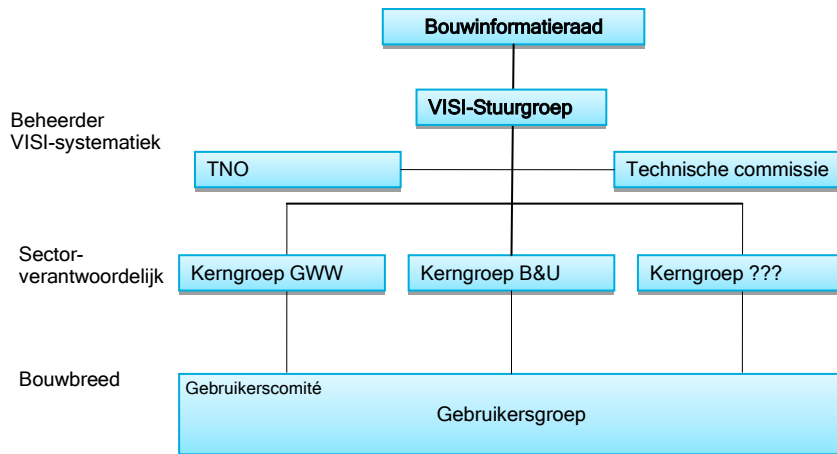 Bouwinformatieraad
VISI-Stuurgroep
Beheerder
VISI-systematiek
TNO
Technische commissie
Sector-
verantwoordelijk
Kerngroep GWW
Kerngroep B&U
Kerngroep ???
Bouwbreed
Gebruikerscomité
Gebruikersgroep